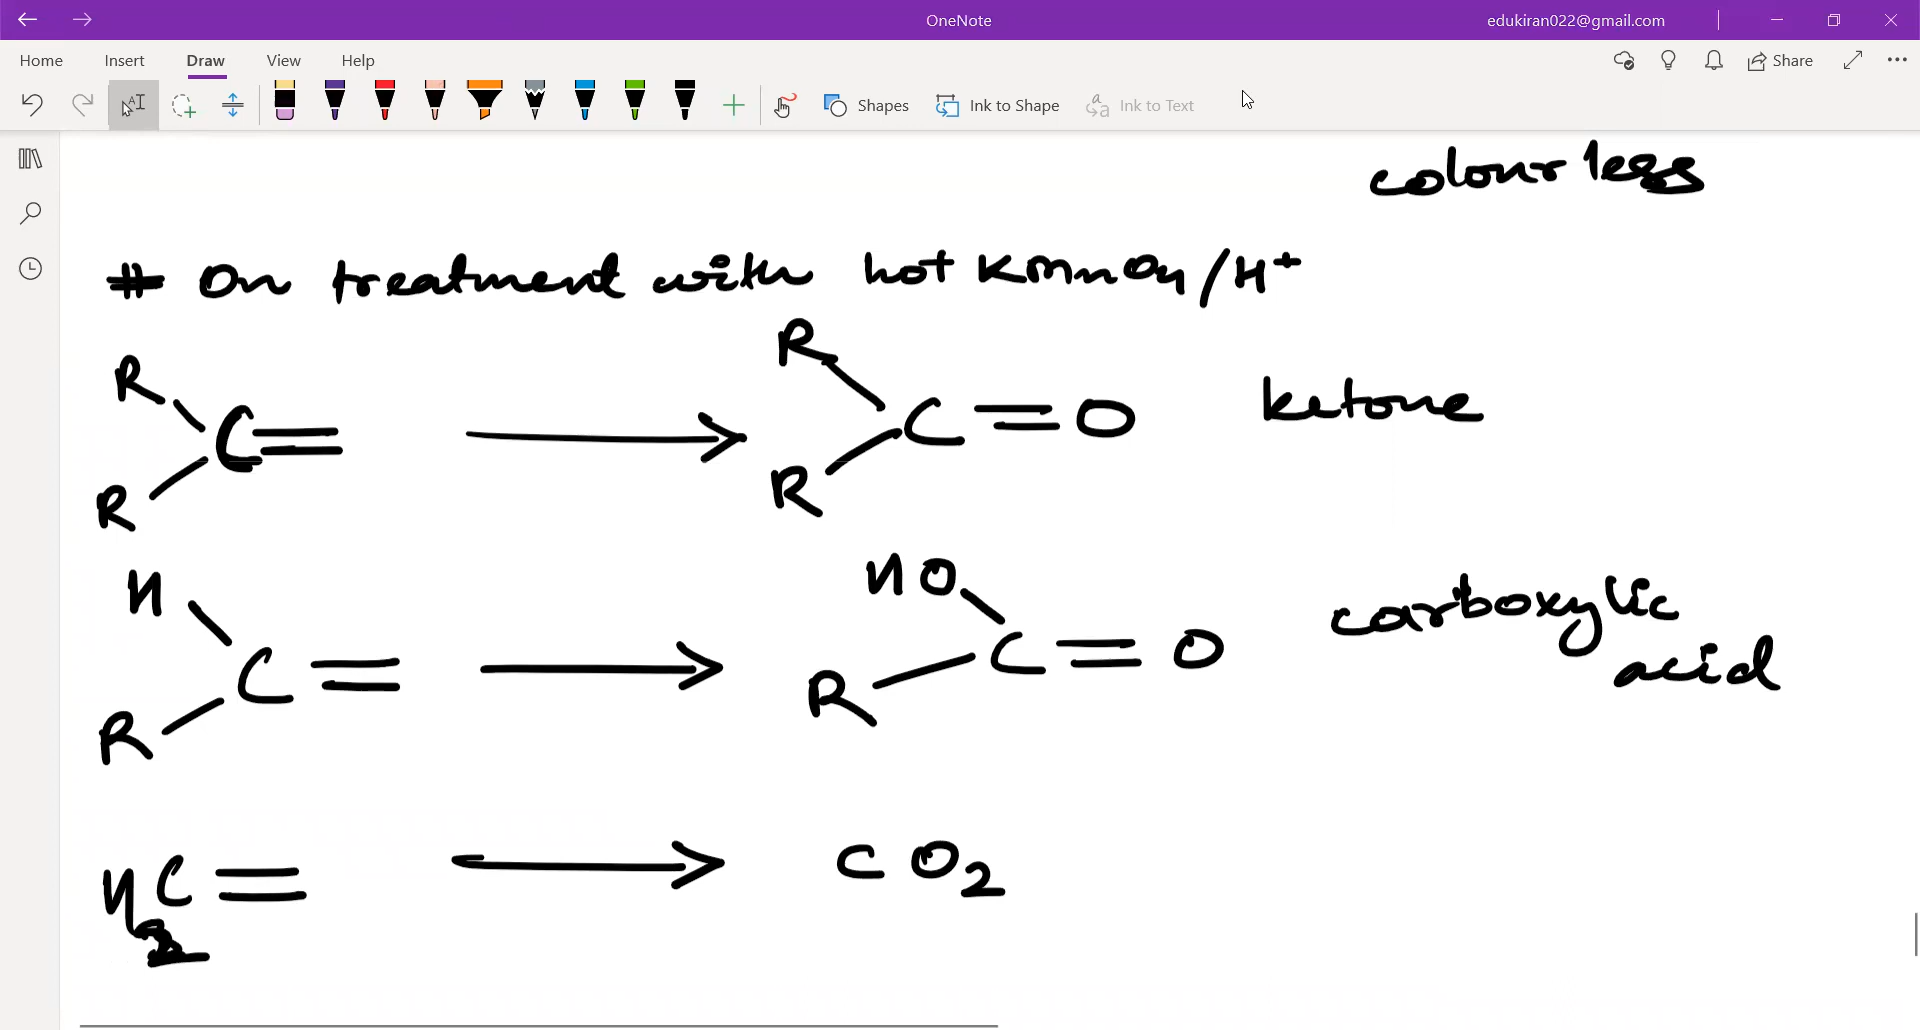 OneNote
edukiran022@gmail.com
Home Insert Draw View Help
Share
Shapes Ink to Shape Ink to Text
colourless
# On treatment with hot KMnO4/H+
R
R
C= → C=O ketone
R
R
H HO
C= → C=O carboxylic
acid
R R
H2C= → CO2